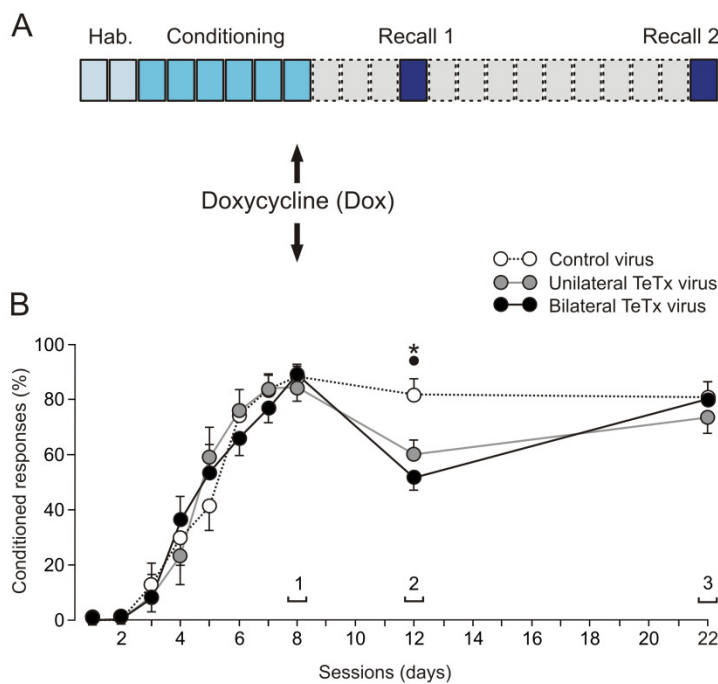 A
Hab. Conditioning Recall 1 Recall 2
Doxycycline (Dox)
Control virus
Unilateral TeTx virus
Bilateral TeTx virus
B
*
100
80
60
40
20
0
Conditioned responses (%)
1 2 3
2 4 6 8 10 12 14 16 18 20 22
Sessions (days)